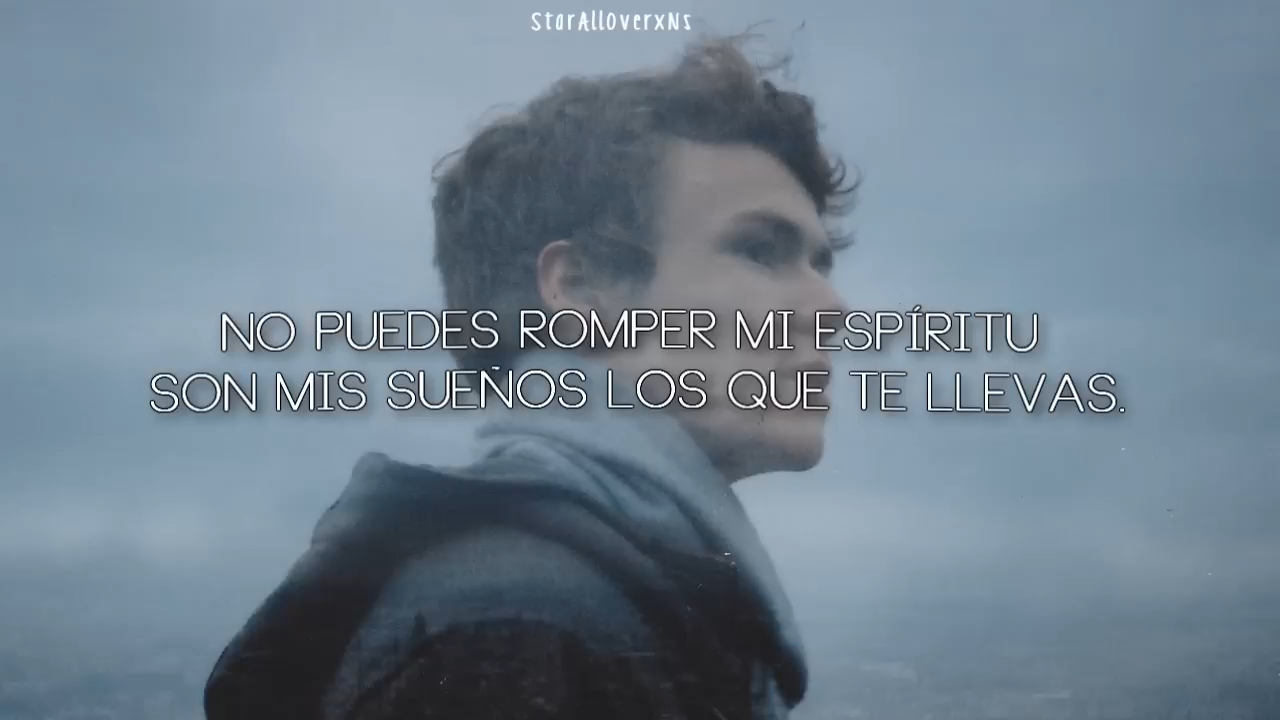 StarAllOverxNs
NO PUEDES ROMPER MI ESPÍRITU
SON MIS SUEÑOS LOS QUE TE LLEVAS.